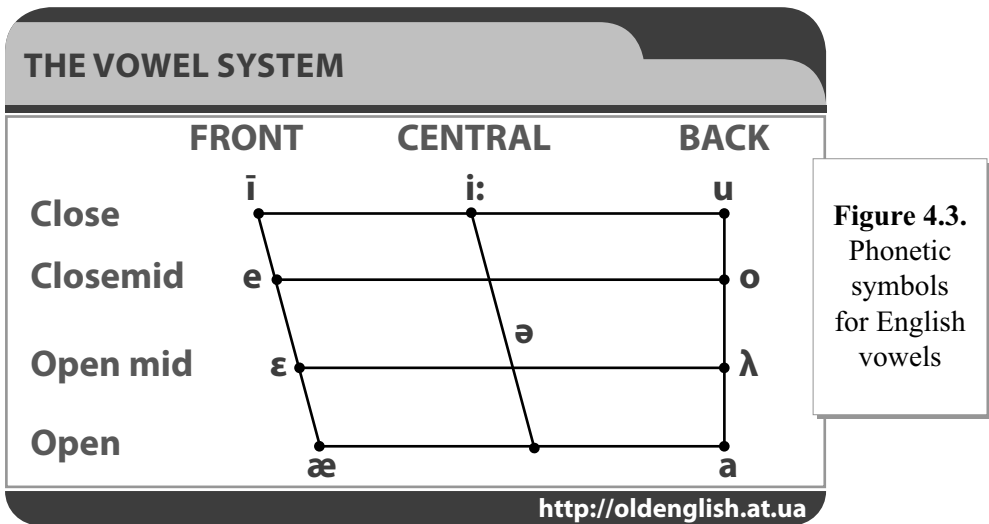 THE VOWEL SYSTEM
FRONT CENTRAL BACK
ī i: u
Close
Closemid e o
ə
Open mid ε λ
Open
æ a
http://oldenglish.at.ua
Figure 4.3.
Phonetic
symbols
for English
vowels